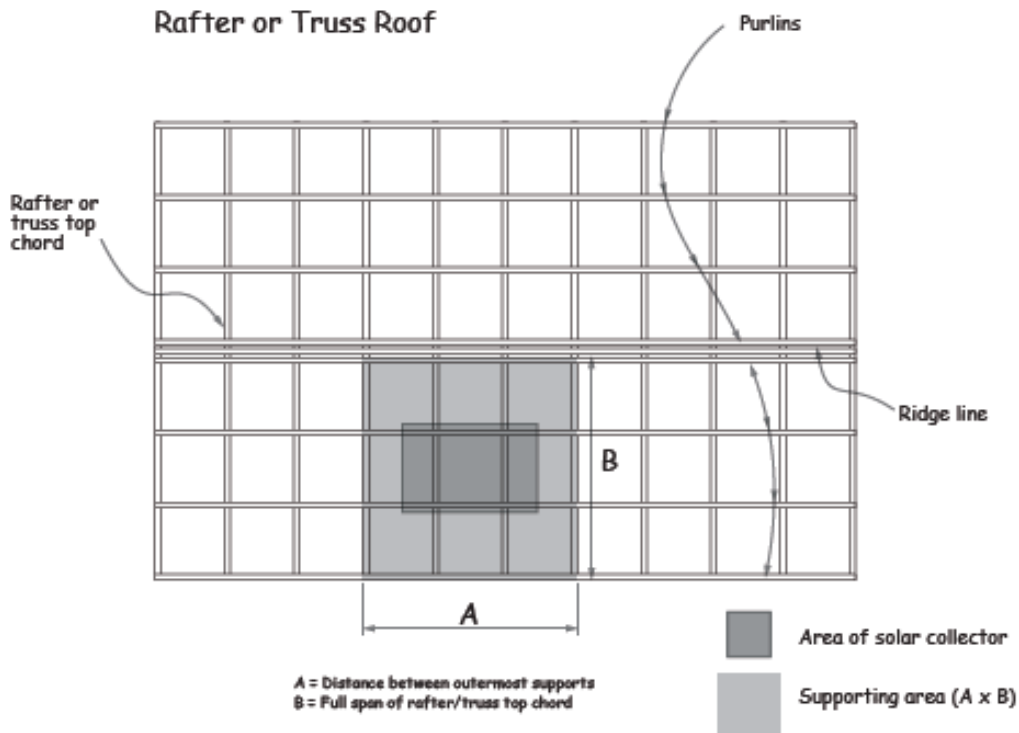 Rafter or Truss Roof
Purlins
Rafter or
truss top
chord
Ridge line
B
A
Area of solar collector
A = Distance between outermost supports
B = Full span of rafter/truss top chord
Supporting area (A x B)